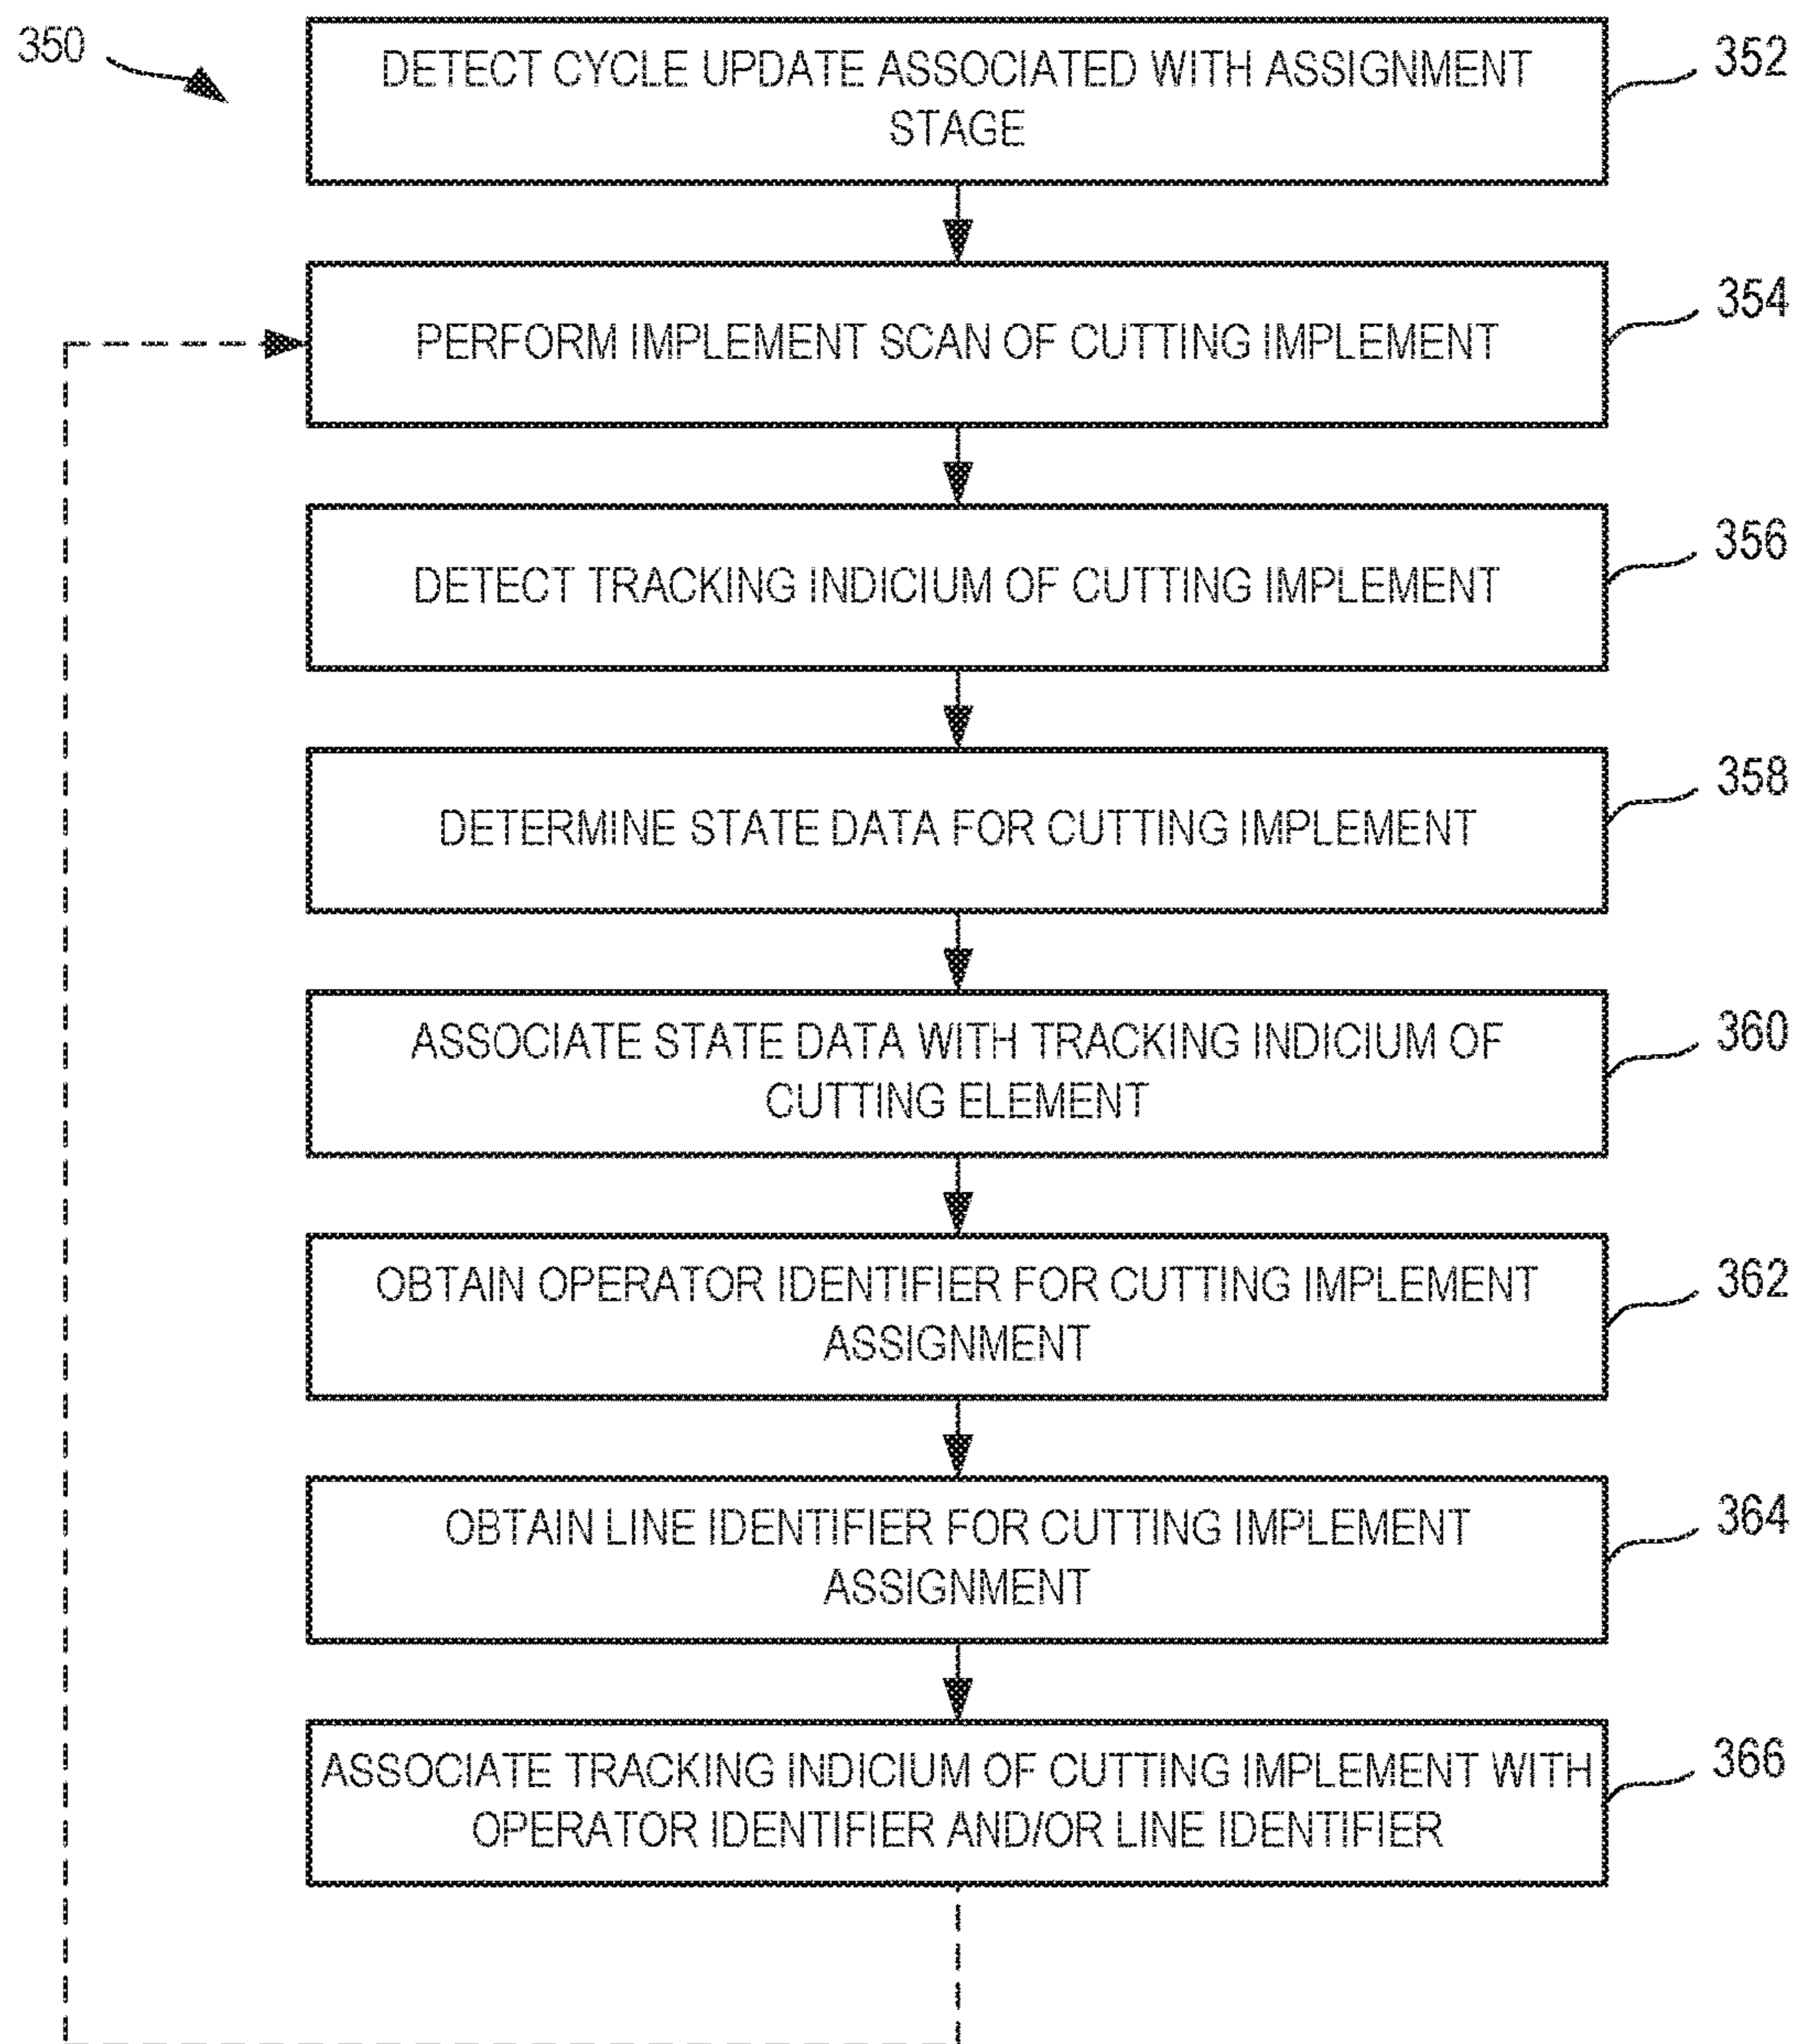 350
DETECT CYCLE UPDATE ASSOCIATED WITH ASSIGNMENT
STAGE
352
PERFORM IMPLEMENT SCAN OF CUTTING IMPLEMENT
354
DETECT TRACKING INDICIUM OF CUTTING IMPLEMENT
356
DETERMINE STATE DATA FOR CUTTING IMPLEMENT
358
ASSOCIATE STATE DATA WITH TRACKING INDICIUM OF
CUTTING ELEMENT
360
OBTAIN OPERATOR IDENTIFIER FOR CUTTING IMPLEMENT
ASSIGNMENT
362
OBTAIN LINE IDENTIFIER FOR CUTTING IMPLEMENT
ASSIGNMENT
364
ASSOCIATE TRACKING INDICIUM OF CUTTING IMPLEMENT WITH
OPERATOR IDENTIFIER AND/OR LINE IDENTIFIER
366